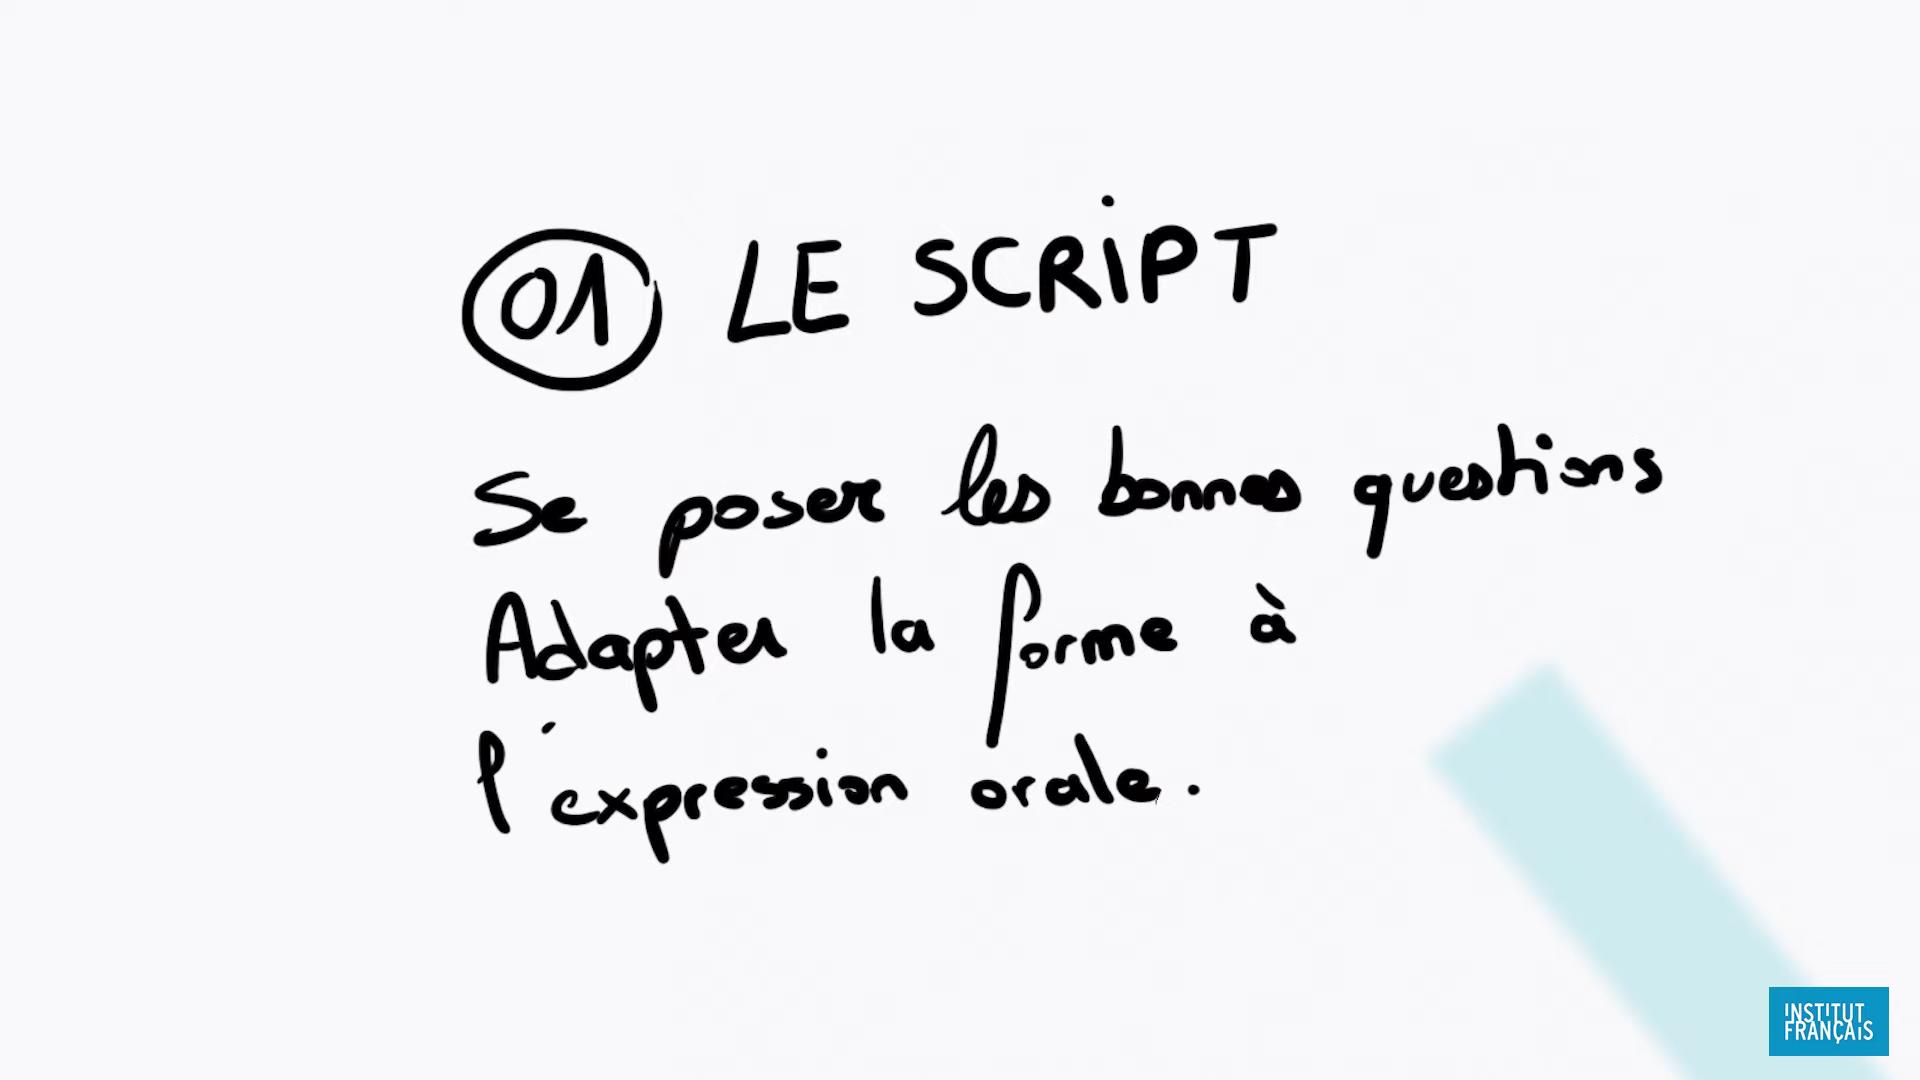 01 LE SCRIPT
Se poser les bonnes questions
Adapter la forme à
l'expression orale.
INSTITUT
FRANÇAIS